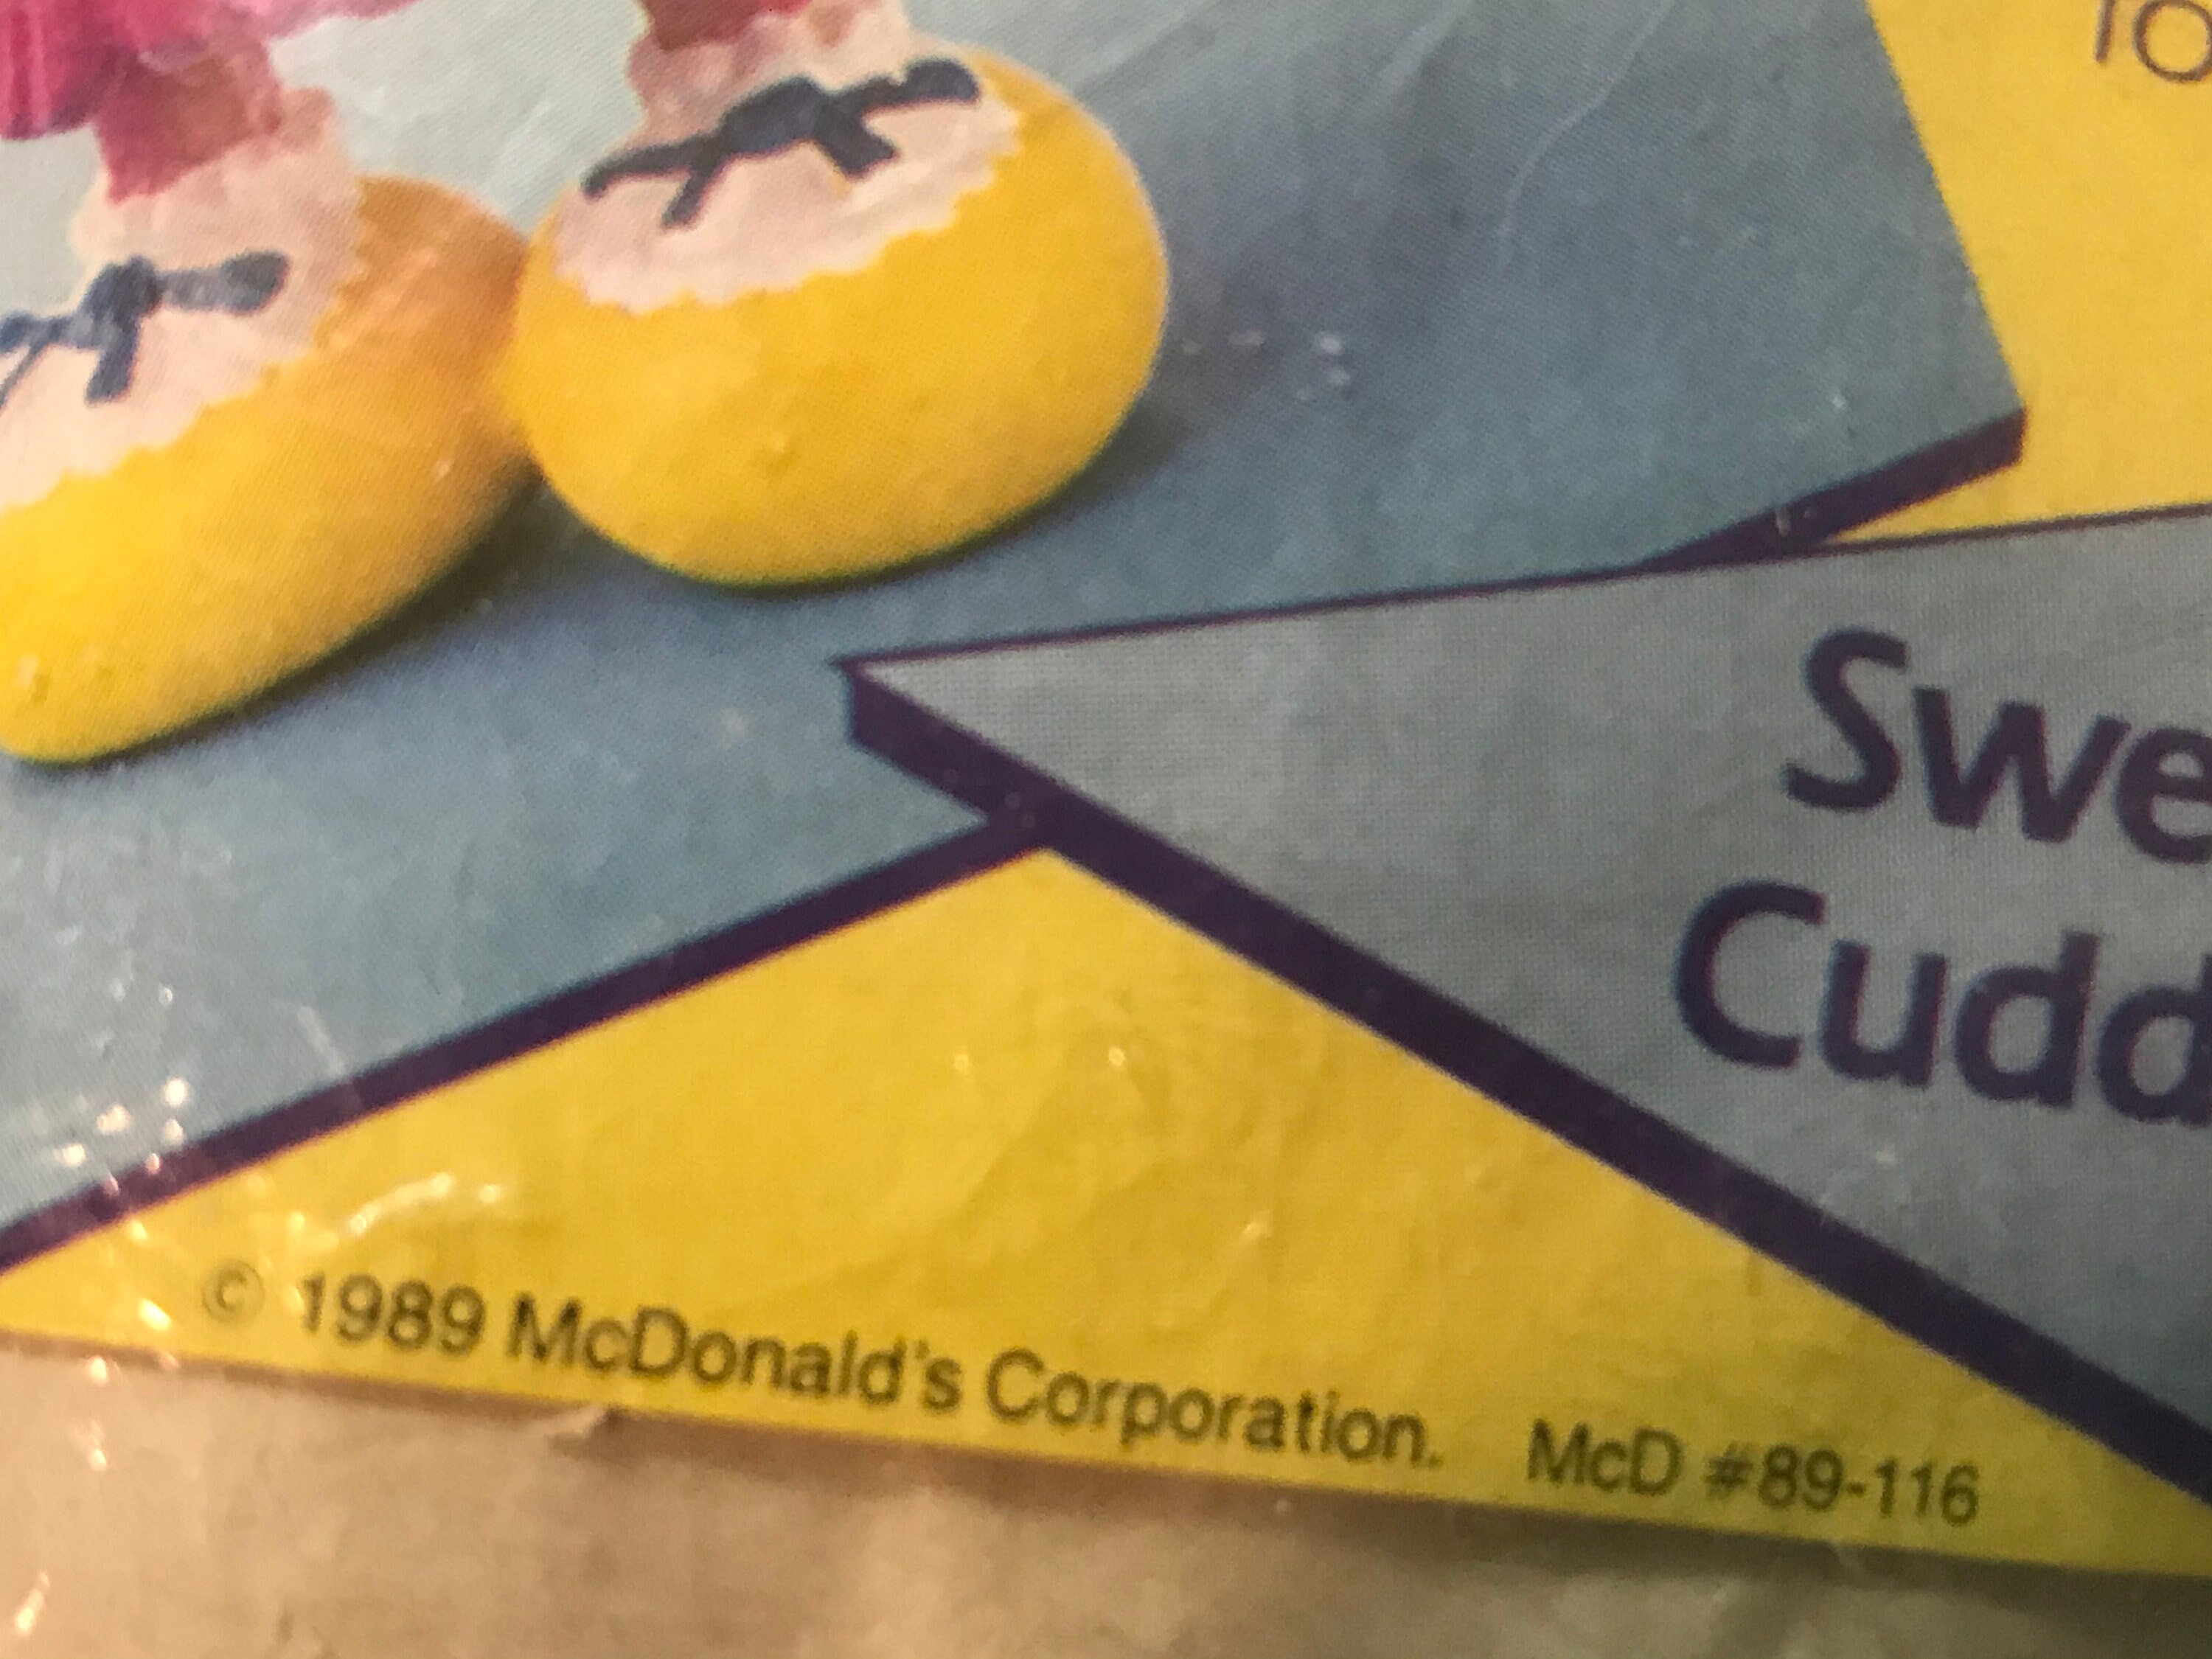 Swe
Cudd
© 1989 McDonald's Corporation. McD #89-116